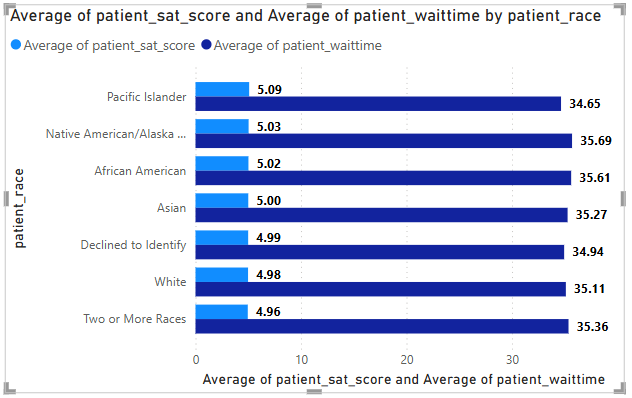 Average of patient_sat_score and Average of patient_waittime by patient_race
Average of patient_sat_score Average of patient_waittime
patient_race
Pacific Islander 5.09 34.65
Native American/Alaska ... 5.03 35.69
African American 5.02 35.61
Asian 5.00 35.27
Declined to Identify 4.99 34.94
White 4.98 35.11
Two or More Races 4.96 35.36
0 10 20 30
Average of patient_sat_score and Average of patient_waittime